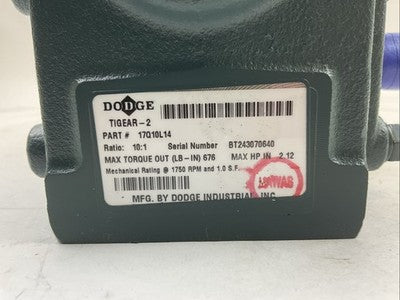 DODGE
TIGEAR-2
PART # 17Q10L14
Ratio: 10:1 Serial Number BT243070640
MAX TORQUE OUT (LB-IN) 676 MAX HP IN 2.12
Mechanical Rating @ 1750 RPM and 1.0 S.F.
MFG. BY DODGE INDUSTRIAL, INC.